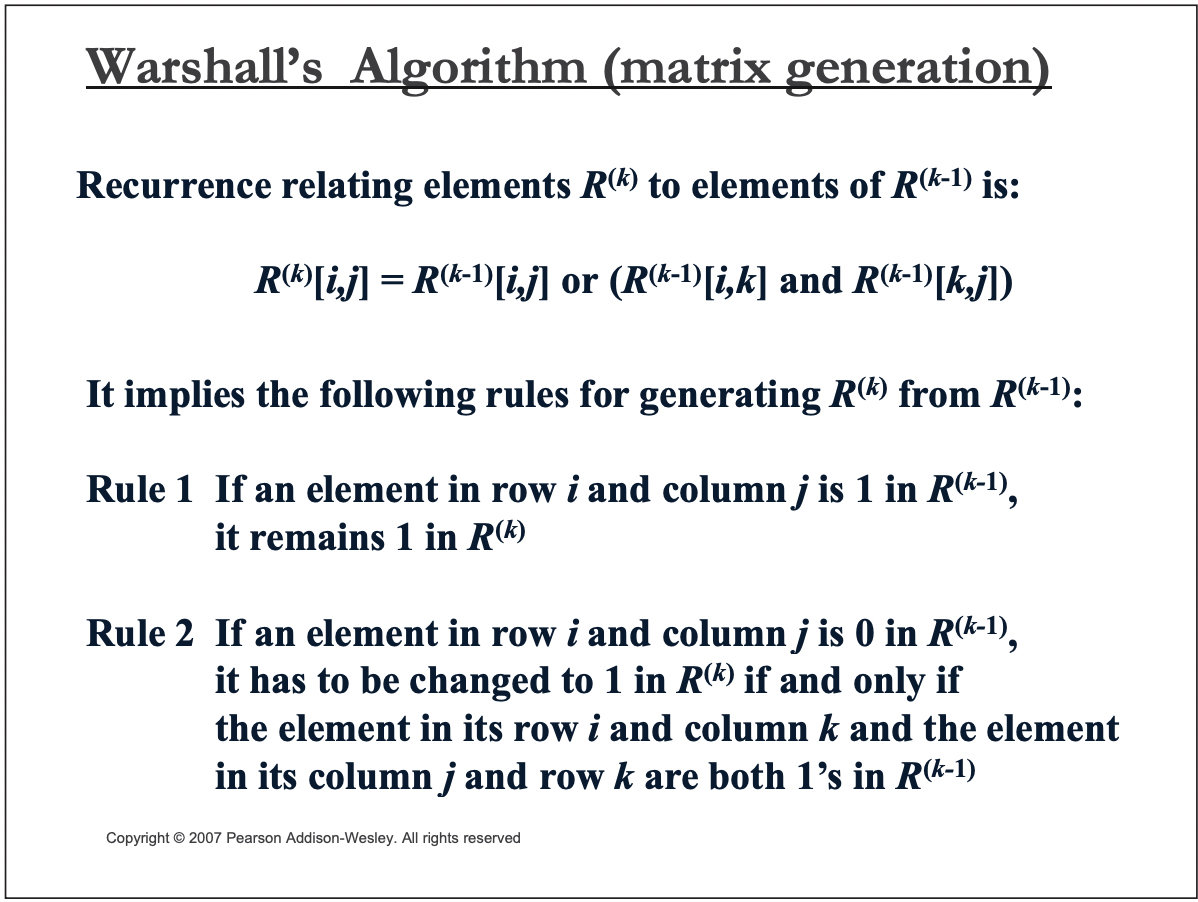 Warshall’s Algorithm (matrix generation)
Recurrence relating elements R(k) to elements of R(k-1) is:
R(k)[i,j] = R(k-1)[i,j] or (R(k-1)[i,k] and R(k-1)[k,j])
It implies the following rules for generating R(k) from R(k-1):
Rule 1 If an element in row i and column j is 1 in R(k-1),
it remains 1 in R(k)
Rule 2 If an element in row i and column j is 0 in R(k-1),
it has to be changed to 1 in R(k) if and only if
the element in its row i and column k and the element
in its column j and row k are both 1’s in R(k-1)
Copyright © 2007 Pearson Addison-Wesley. All rights reserved